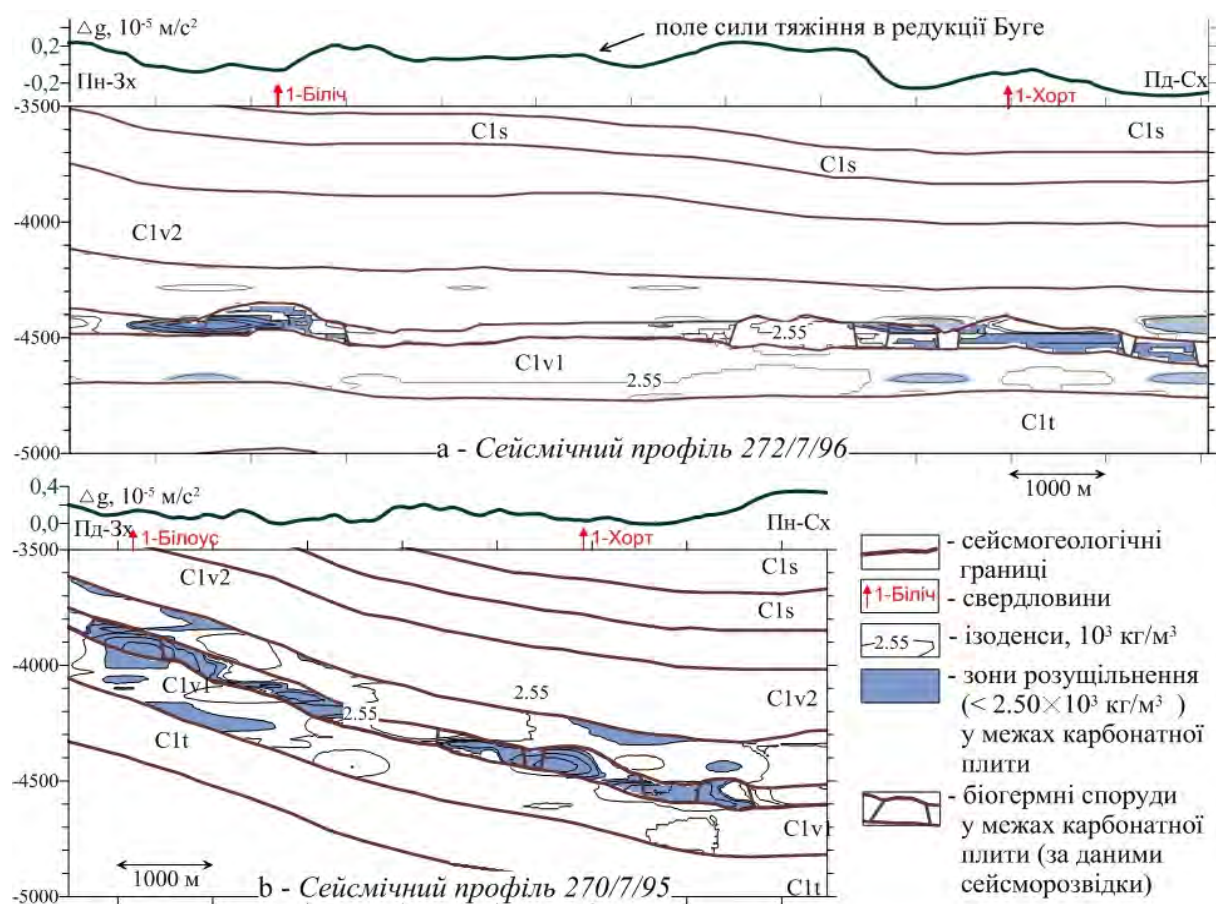 △g, 10⁻⁵ м/с²
поле сили тяжіння в редукції Буге
0,2
-0,2
Пн-Зх
Пд-Сх
1-Біліч
1-Хорт
-3500
C1s
C1s
C1s
-4000
C1v2
-4500
2.55
C1v1
2.55
C1t
-5000
а - Сейсмічний профіль 272/7/96
1000 м
0,4
△g, 10⁻⁵ м/с²
0,0
Пд-Зх
Пн-Сх
1-Білоус
1-Хорт
-3500
C1v2
C1s
C1s
-4000
C1v1
2.55
2.55
C1v2
C1t
-4500
C1v1
1000 м
-5000
b - Сейсмічний профіль 270/7/95
C1t
- сейсмогеологічні
границі
1-Біліч
- свердловини
2.55
- ізоденси, 10³ кг/м³
- зони розущільнення
(< 2.50×10³ кг/м³ )
у межах карбонатної
плити
- біогермні споруди
у межах карбонатної
плити (за даними
сейсморозвідки)